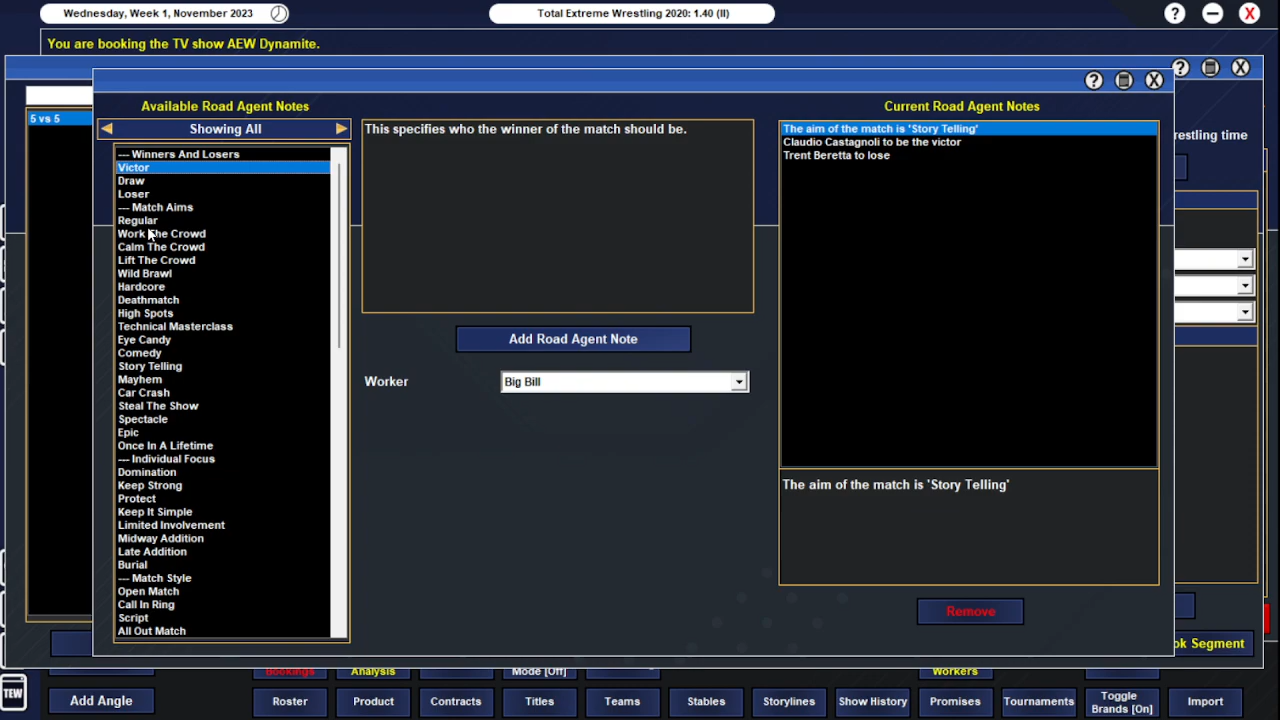 Wednesday, Week 1, November 2023
Total Extreme Wrestling 2020: 1.40 (II)
You are booking the TV show AEW Dynamite.
Available Road Agent Notes
Current Road Agent Notes
Showing All
5 vs 5
--- Winners And Losers
Victor
Draw
Loser
--- Match Aims
Regular
Work The Crowd
Calm The Crowd
Lift The Crowd
Wild Brawl
Hardcore
Deathmatch
High Spots
Technical Masterclass
Eye Candy
Comedy
Story Telling
Mayhem
Car Crash
Steal The Show
Spectacle
Epic
Once In A Lifetime
--- Individual Focus
Domination
Keep Strong
Protect
Keep It Simple
Limited Involvement
Midway Addition
Late Addition
Burial
--- Match Style
Open Match
Call In Ring
Script
All Out Match
This specifies who the winner of the match should be.
Add Road Agent Note
Worker
Big Bill
The aim of the match is 'Story Telling'
Claudio Castagnoli to be the victor
Trent Beretta to lose
The aim of the match is 'Story Telling'
Remove
restling time
ok Segment
Bookings
Analysis
Mode [Off]
Workers
TEW
Add Angle
Roster
Product
Contracts
Titles
Teams
Stables
Storylines
Show History
Promises
Tournaments
Toggle
Brands [On]
Import